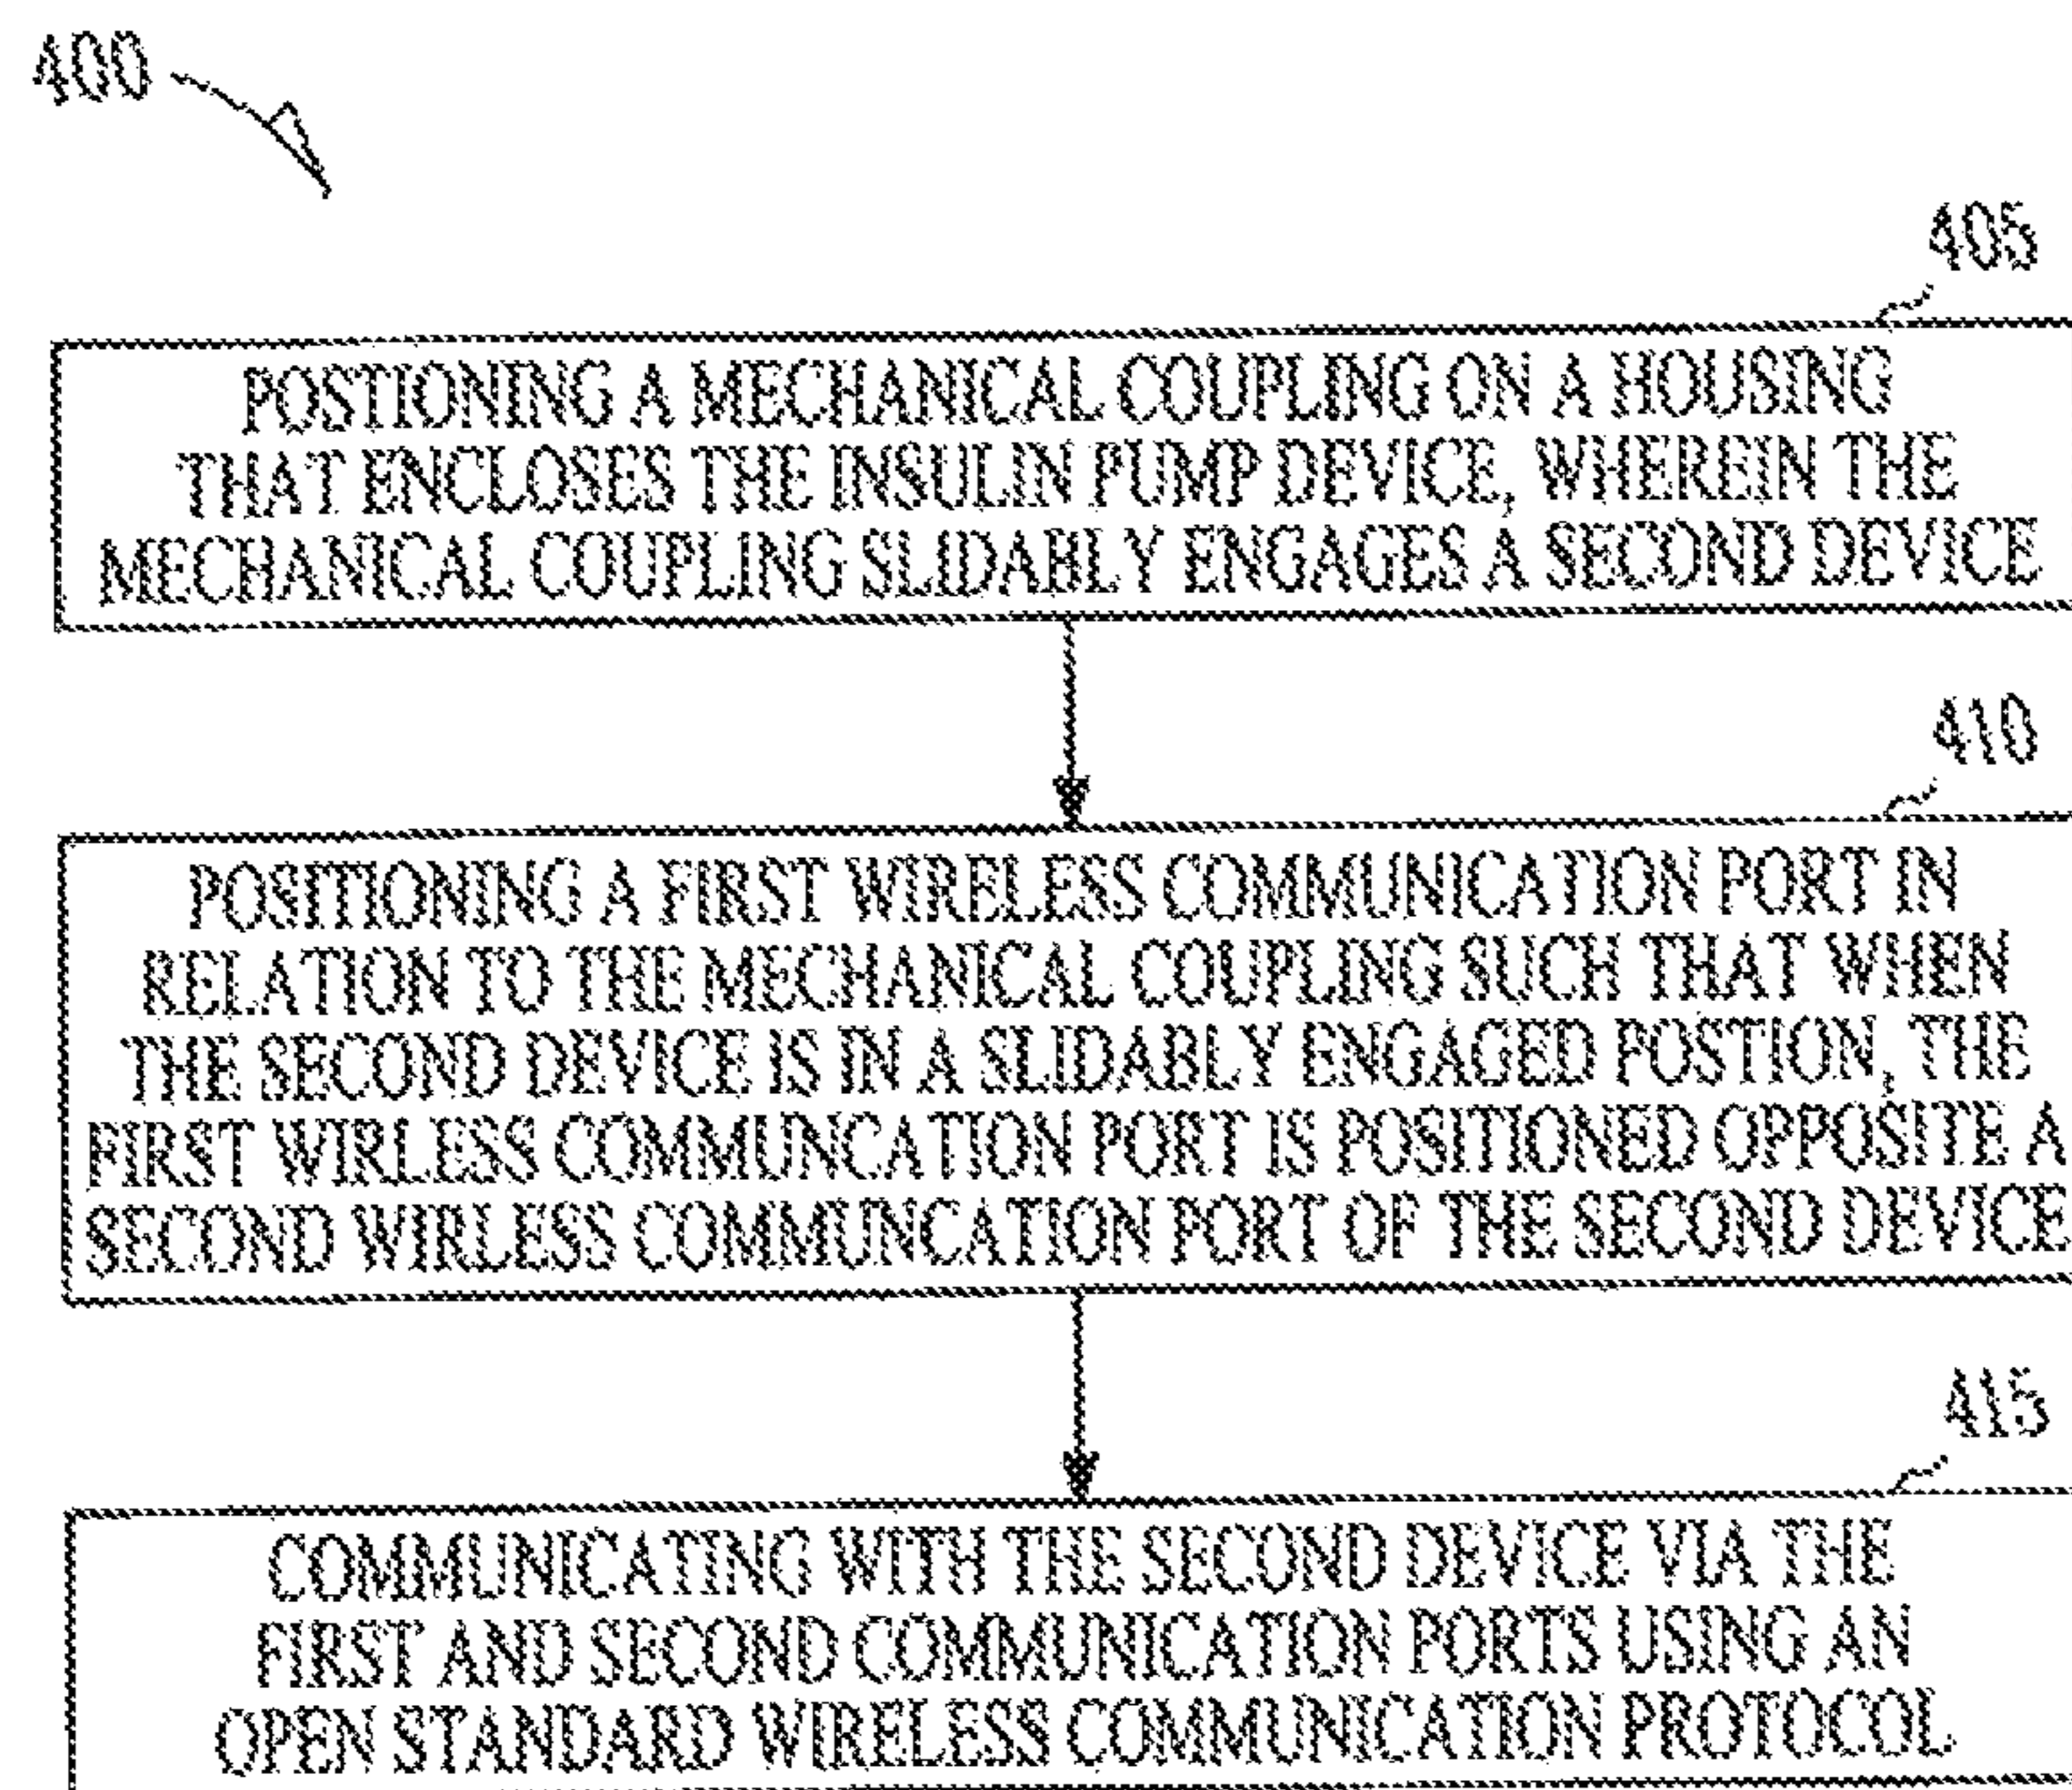 400
405
POSTIONING A MECHANICAL COUPLING ON A HOUSING
THAT ENCLOSES THE INSULIN PUMP DEVICE, WHEREIN THE
MECHANICAL COUPLING SLIDABLY ENGAGES A SECOND DEVICE
410
POSITIONING A FIRST WIRELESS COMMUNICATION PORT IN
RELATION TO THE MECHANICAL COUPLING SUCH THAT WHEN
THE SECOND DEVICE IS IN A SLIDABLY ENGAGED POSTION, THE
FIRST WIRLESS COMMUNCATION PORT IS POSITIONED OPPOSITE A
SECOND WIRLESS COMMUNCATION PORT OF THE SECOND DEVICE
415
COMMUNICATING WITH THE SECOND DEVICE VIA THE
FIRST AND SECOND COMMUNICATION PORTS USING AN
OPEN STANDARD WIRELESS COMMUNICATION PROTOCOL